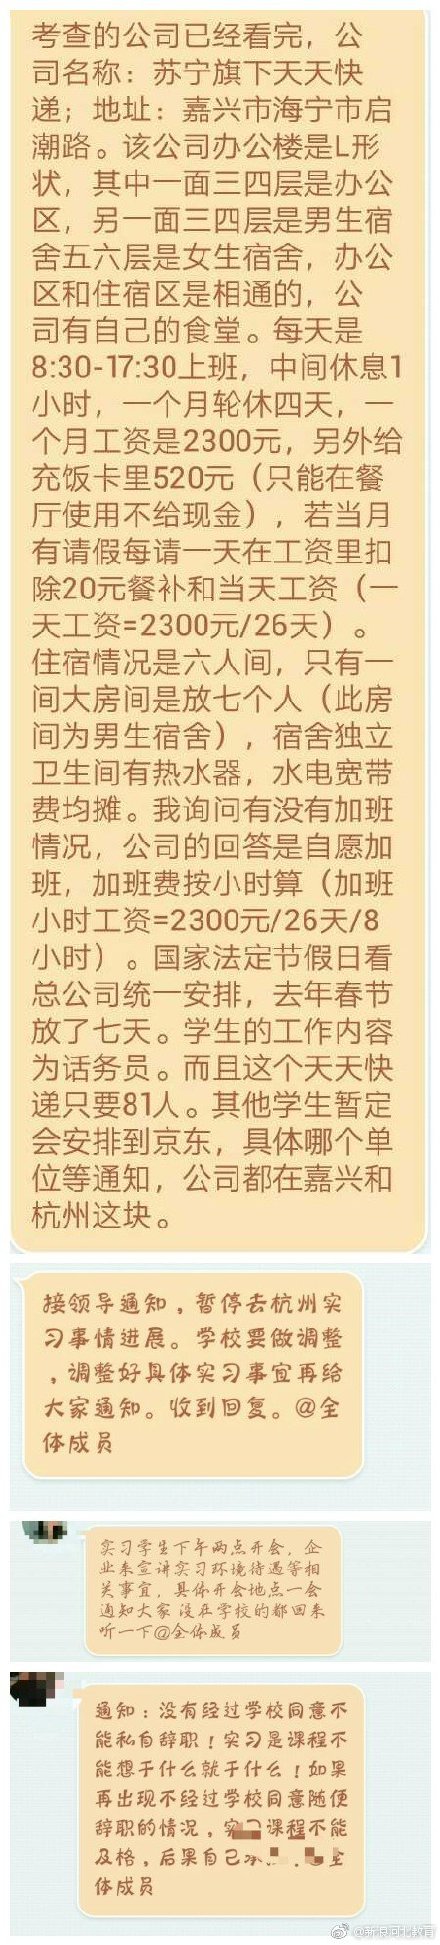 考查的公司已经看完，公
司名称：苏宁旗下天天快
递；地址：嘉兴市海宁市启
潮路。该公司办公楼是L形
状，其中一面三四层是办公
区，另一面三四层是男生宿
舍五六层是女生宿舍，办公
区和住宿区是相通的，公
司有自己的食堂。每天是
8:30-17:30上班，中间休息1
小时，一个月轮休四天，一
个月工资是2300元，另外给
充饭卡里520元（只能在餐
厅使用不给现金），若当月
有请假每请一天在工资里扣
除20元餐补和当天工资（一
天工资=2300元/26天）。
住宿情况是六人间，只有一
间大房间是放七个人（此房
间为男生宿舍），宿舍独立
卫生间有热水器，水电宽带
费均摊。我询问有没有加班
情况，公司的回答是自愿加
班，加班费按小时算（加班
小时工资=2300元/26天/8
小时）。国家法定节假日看
总公司统一安排，去年春节
放了七天。学生的工作内容
为话务员。而且这个天天快
递只要81人。其他学生暂定
会安排到京东，具体哪个单
位等通知，公司都在嘉兴和
杭州这块。
接领导通知，暂停去杭州实
习事情进展。学校要做调整
，调整好具体实习事宜再给
大家通知。收到回复。@全
体成员
实习学生下午两点开会，企
业来宣讲实习环境待遇等相
关事宜，具体开会地点一会
通知大家 没在学校的都回来
听一下@全体成员
通知：没有经过学校同意不
能私自辞职！实习是课程不
能想干什么就干什么！如果
再出现不经过学校同意随便
辞职的情况，实习课程不能
及格，后果自己 全
体成员
@新浪河北教育